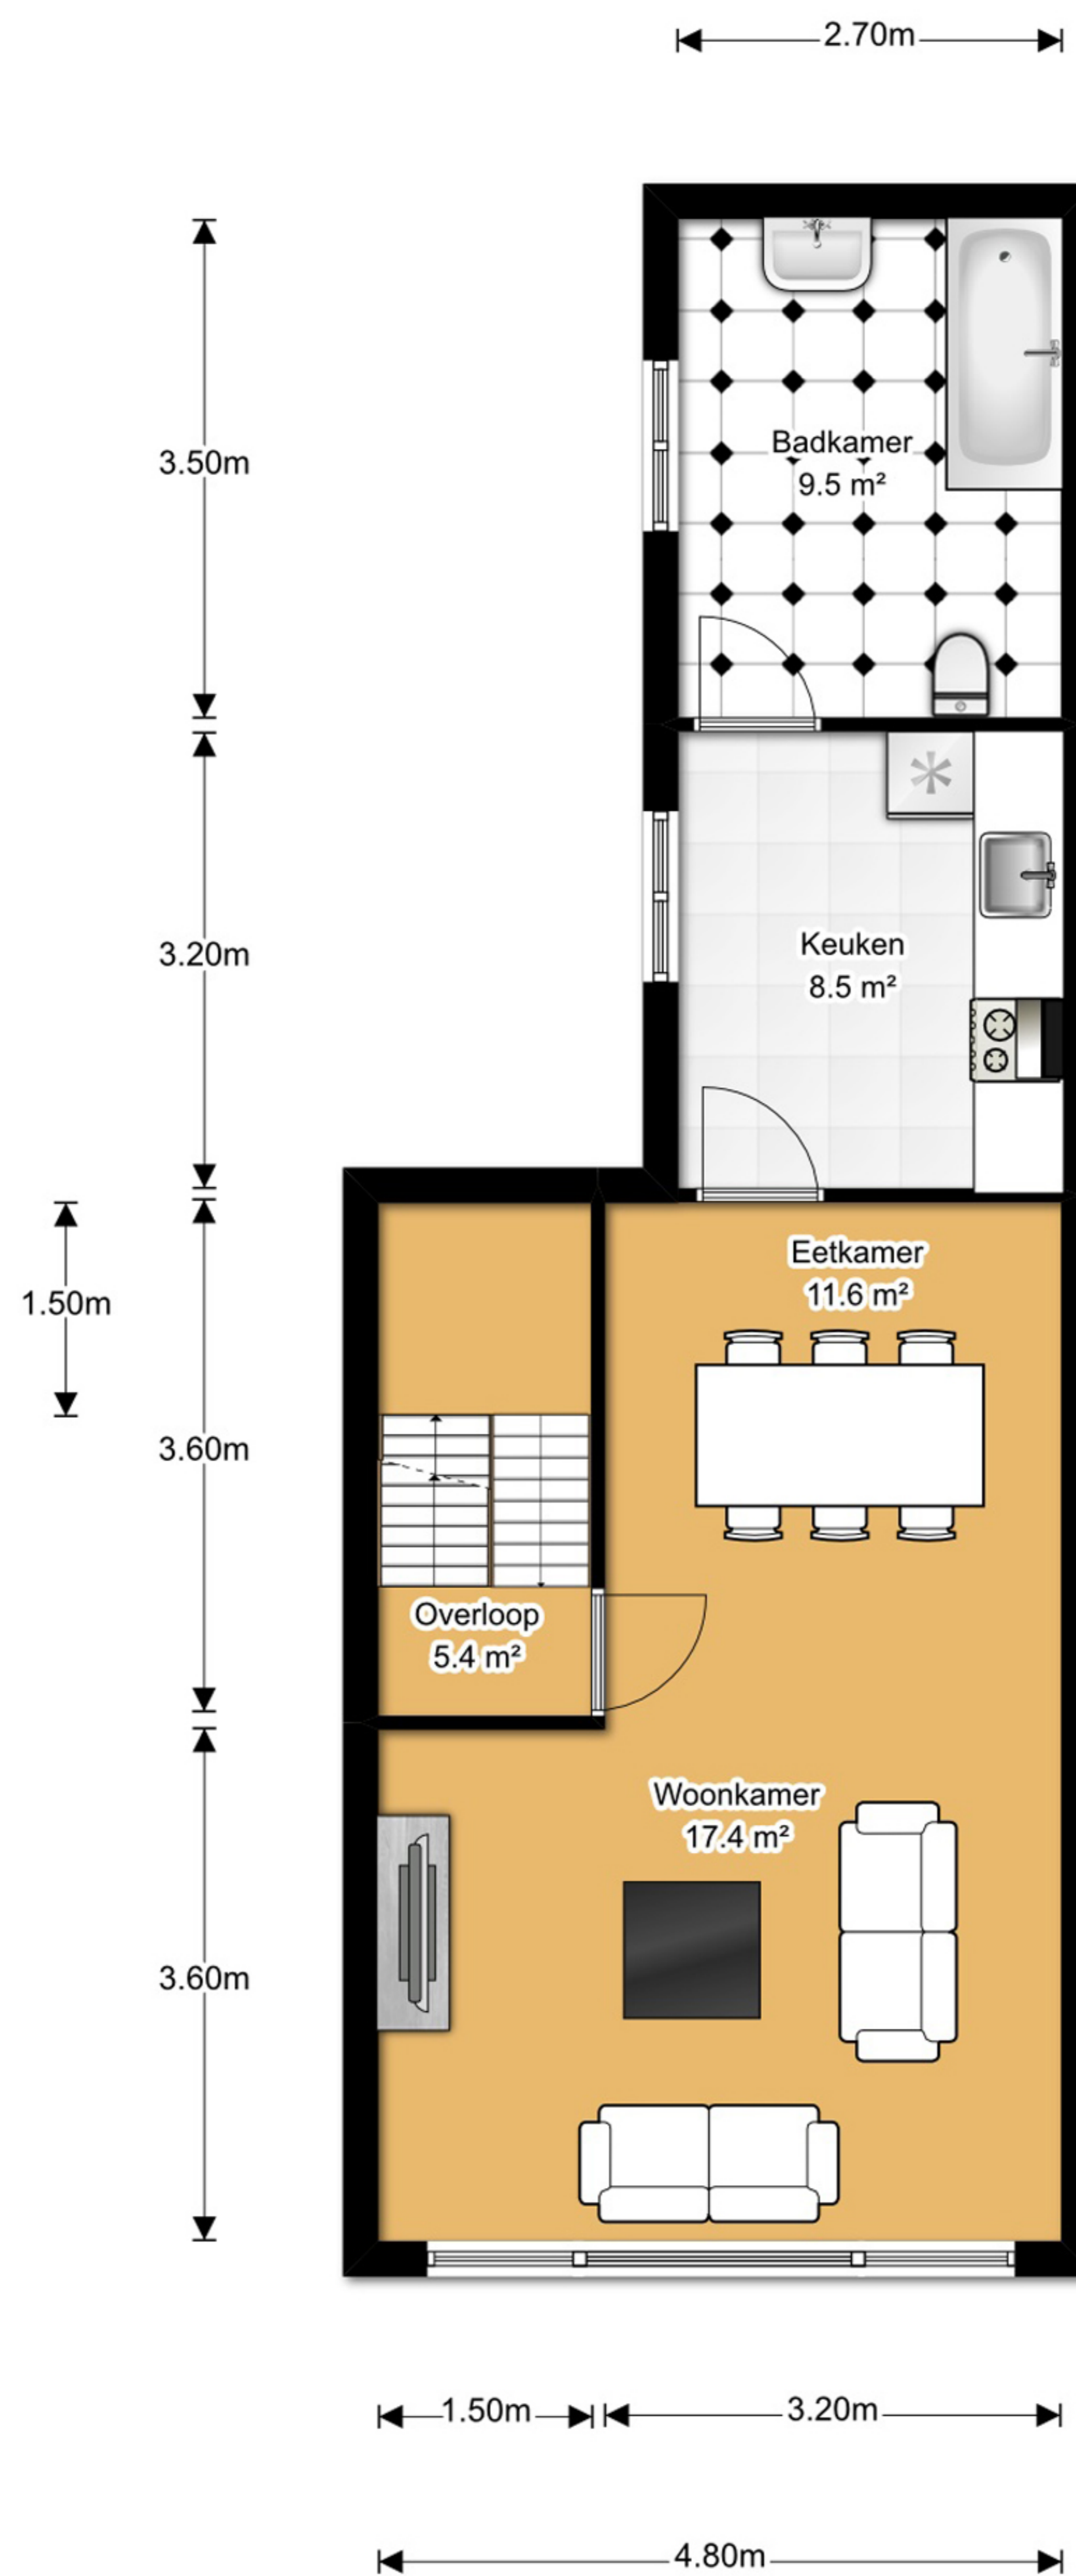 2.70m
3.50m
Badkamer
9.5 m²
3.20m
Keuken
8.5 m²
1.50m
3.60m
Eetkamer
11.6 m²
Overloop
5.4 m²
Woonkamer
17.4 m²
3.60m
1.50m
3.20m
4.80m